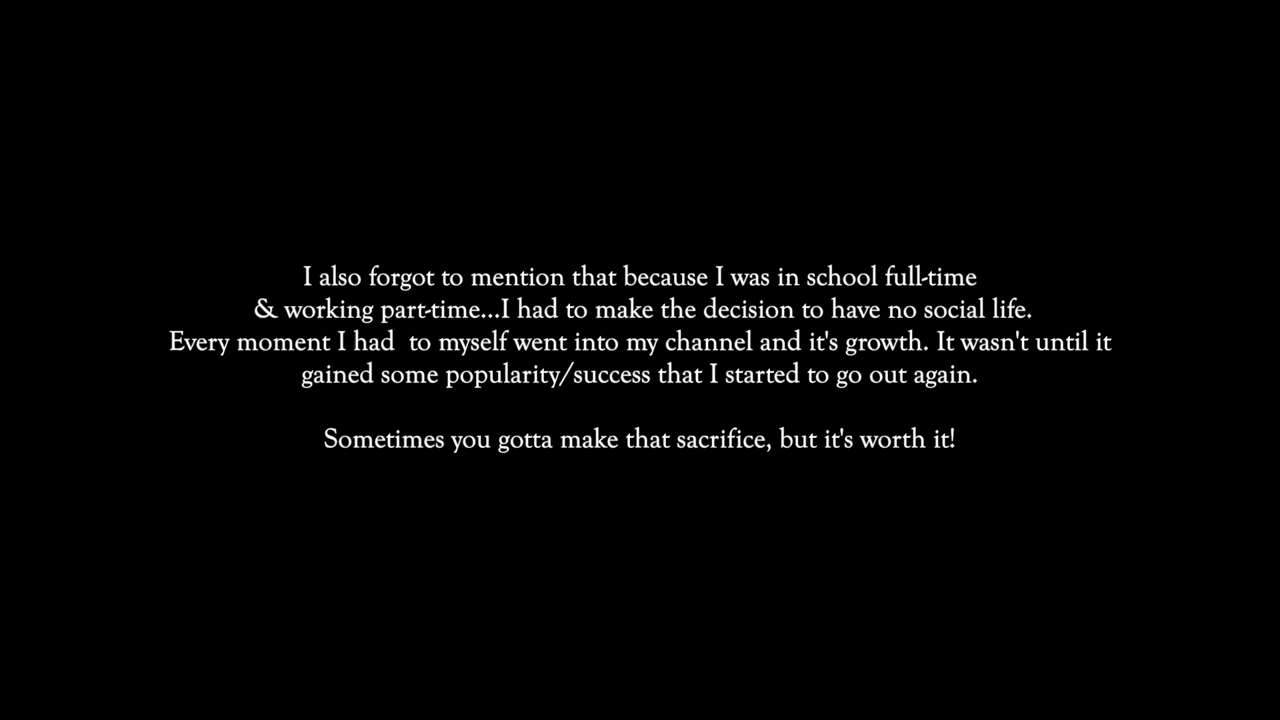 I also forgot to mention that because I was in school full-time
& working part-time...I had to make the decision to have no social life.
Every moment I had  to myself went into my channel and it's growth. It wasn't until it
gained some popularity/success that I started to go out again.
Sometimes you gotta make that sacrifice, but it's worth it!